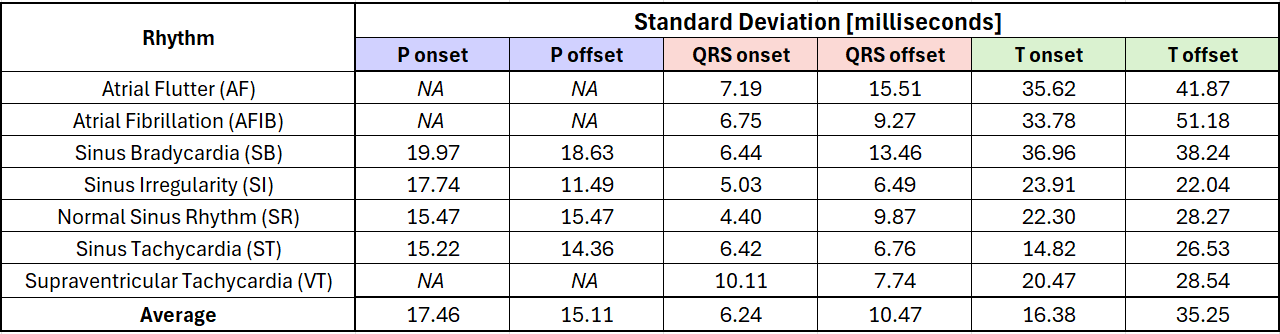 Rhythm Standard Deviation [milliseconds]
P onset P offset QRS onset QRS offset T onset T offset
Atrial Flutter (AF) NA NA 7.19 15.51 35.62 41.87
Atrial Fibrillation (AFIB) NA NA 6.75 9.27 33.78 51.18
Sinus Bradycardia (SB) 19.97 18.63 6.44 13.46 36.96 38.24
Sinus Irregularity (SI) 17.74 11.49 5.03 6.49 23.91 22.04
Normal Sinus Rhythm (SR) 15.47 15.47 4.40 9.87 22.30 28.27
Sinus Tachycardia (ST) 15.22 14.36 6.42 6.76 14.82 26.53
Supraventricular Tachycardia (VT) NA NA 10.11 7.74 20.47 28.54
Average 17.46 15.11 6.24 10.47 16.38 35.25